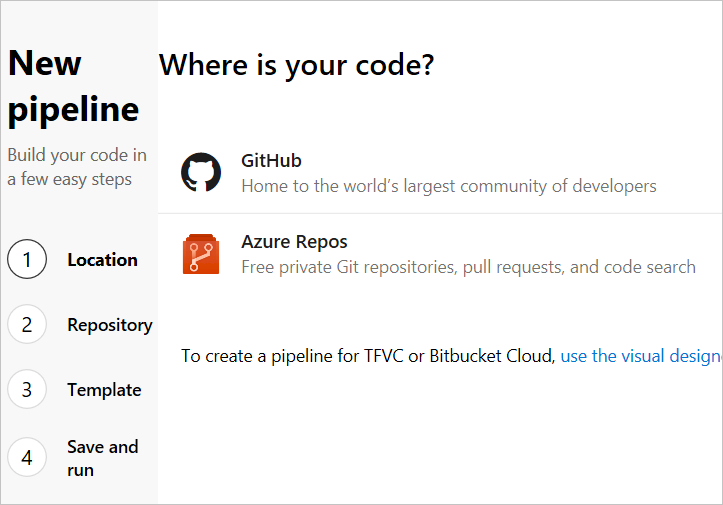 New
pipeline
Build your code in
a few easy steps
1 Location
2 Repository
3 Template
4 Save and
run
Where is your code?
GitHub
Home to the world's largest community of developers
Azure Repos
Free private Git repositories, pull requests, and code search
To create a pipeline for TFVC or Bitbucket Cloud, use the visual